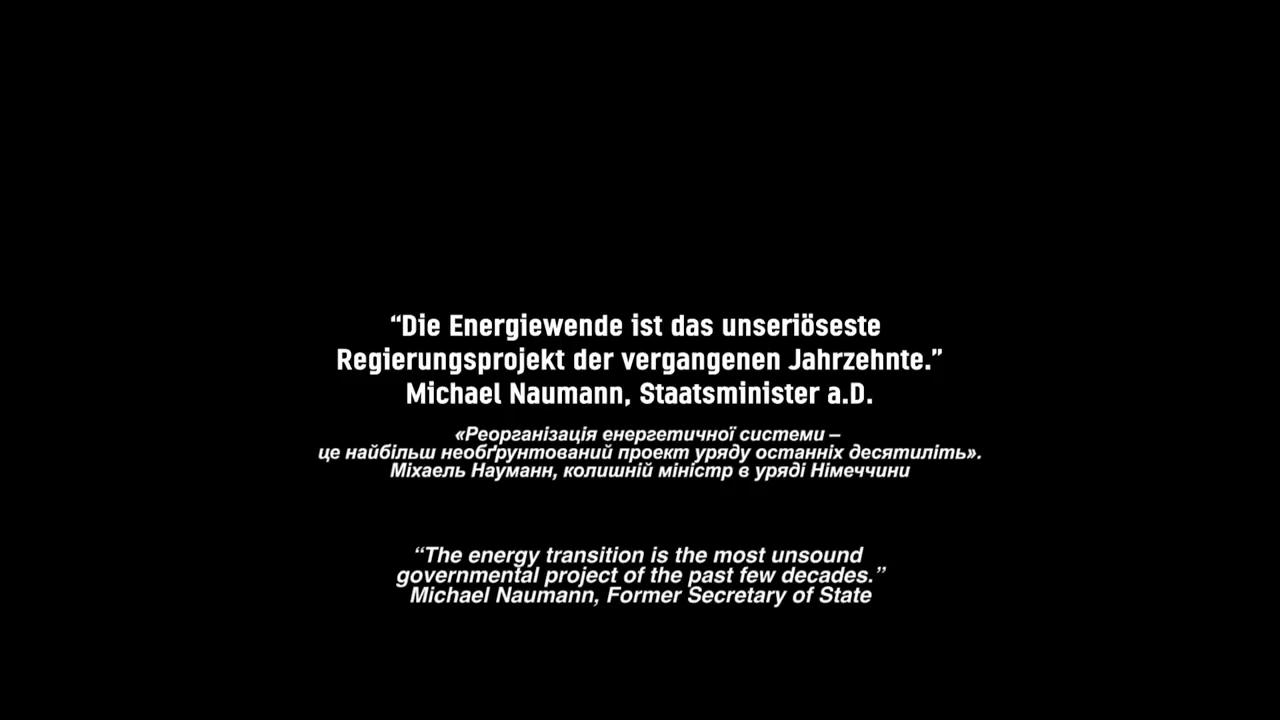 “Die Energiewende ist das unseriöseste
Regierungsprojekt der vergangenen Jahrzehnte.”
Michael Naumann, Staatsminister a.D.
«Реорганізація енергетичної системи –
це найбільш необґрунтований проект уряду останніх десятиліть».
Міхаель Науманн, колишній міністр в уряді Німеччини
“The energy transition is the most unsound
governmental project of the past few decades.”
Michael Naumann, Former Secretary of State